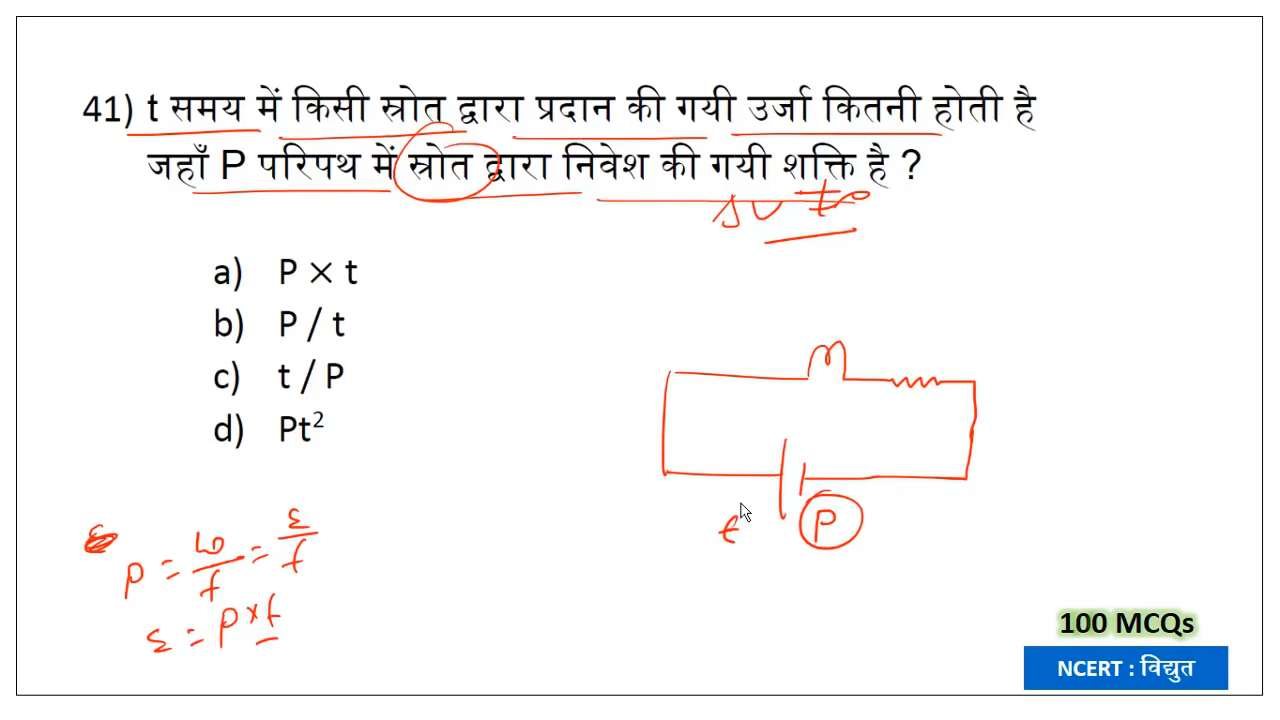 41) t समय में किसी स्रोत द्वारा प्रदान की गयी उर्जा कितनी होती है
जहाँ P परिपथ में स्रोत द्वारा निवेश की गयी शक्ति है ?
a) P × t
b) P / t
c) t / P
d) Pt²
t
P
P = W/t = E/t
E = P×t
100 MCQs
NCERT : विद्युत